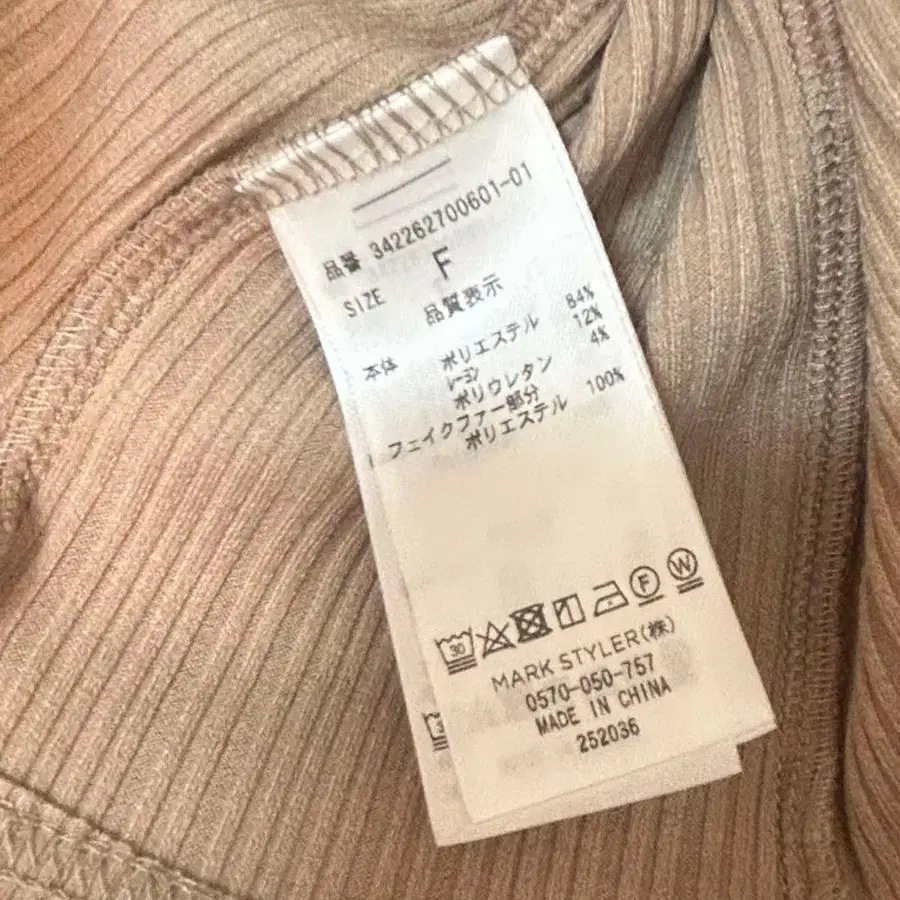 品番 342262700601-01
SIZE F
品質表示
本体 ポリエステル 84%
レーヨン 12%
ポリウレタン 4%
フェイクファー部分
ポリエステル 100%
30 F W
MARK STYLER(株)
0570-050-757
MADE IN CHINA
252036